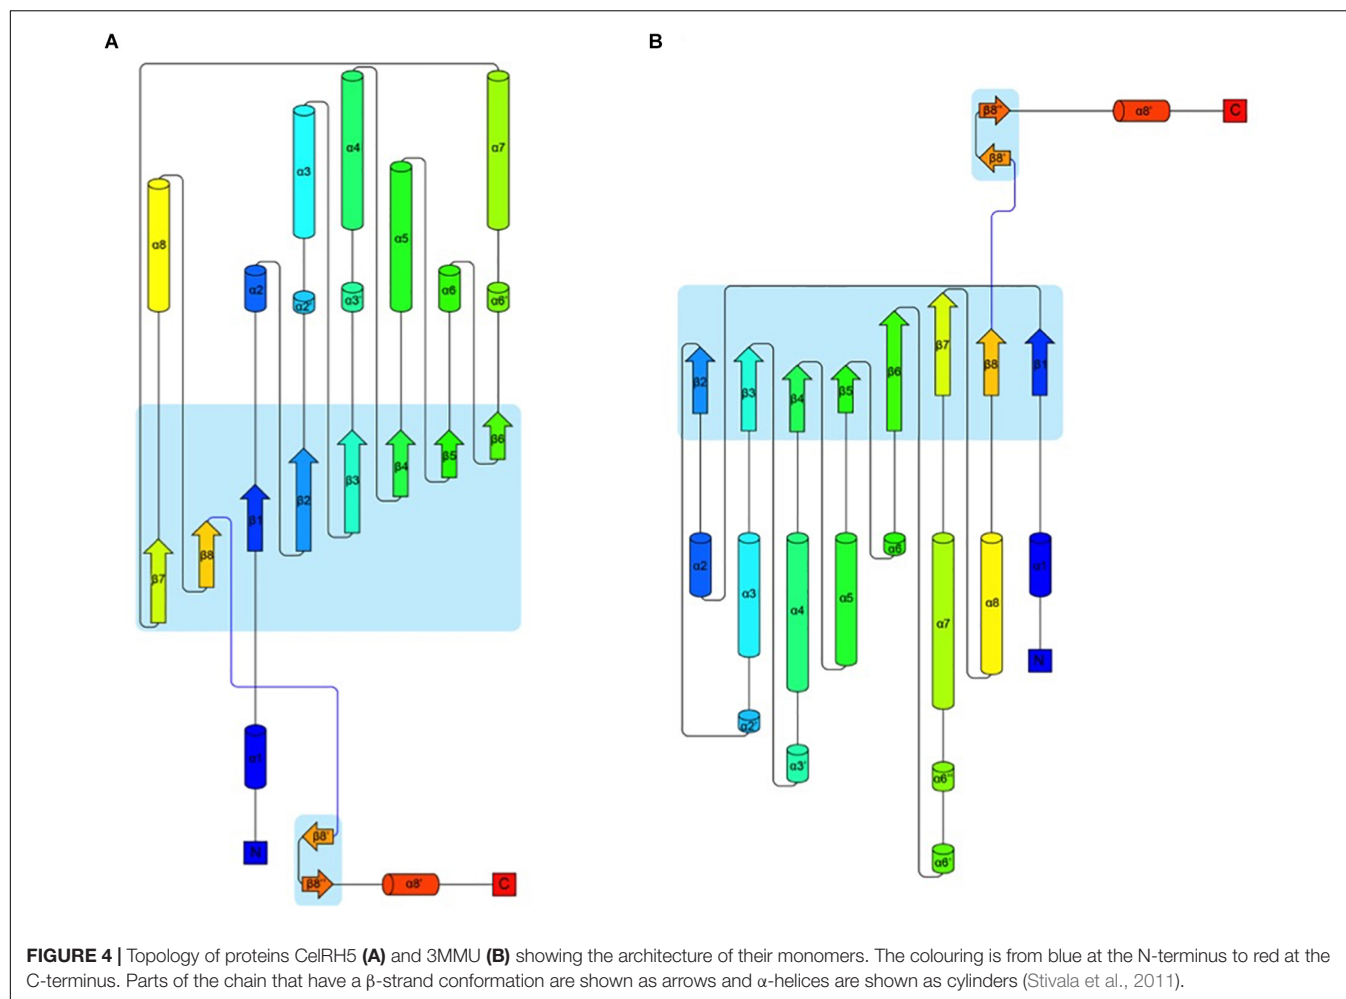 A
B
β8''
α8'
C
β8'
α4
α7
α3
α5
α8
α2
α2'
α3'
α6
α6'
β2
β3
β4
β5
β6
β7
β8
β1
β6
β5
β4
β3
β2
β1
β8
β7
α2
α3
α4
α5
α6
α7
α8
α1
N
α2'
α3'
α6''
α6'
α1
N
β8'
β8''
α8'
C
FIGURE 4 | Topology of proteins CelRH5 (A) and 3MMU (B) showing the architecture of their monomers. The colouring is from blue at the N-terminus to red at the
C-terminus. Parts of the chain that have a β-strand conformation are shown as arrows and α-helices are shown as cylinders (Stivala et al., 2011).